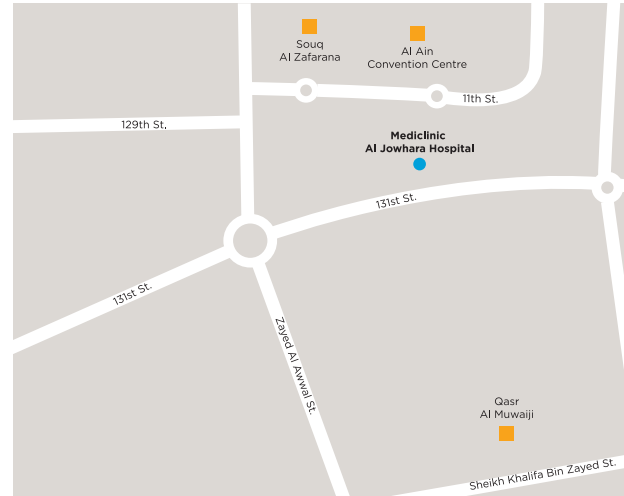 Souq
Al Zafarana
Al Ain
Convention Centre
11th St.
129th St.
Mediclinic
Al Jowhara Hospital
131st St.
131st St.
Zayed Al Awwal St.
Qasr
Al Muwaiji
Sheikh Khalifa Bin Zayed St.